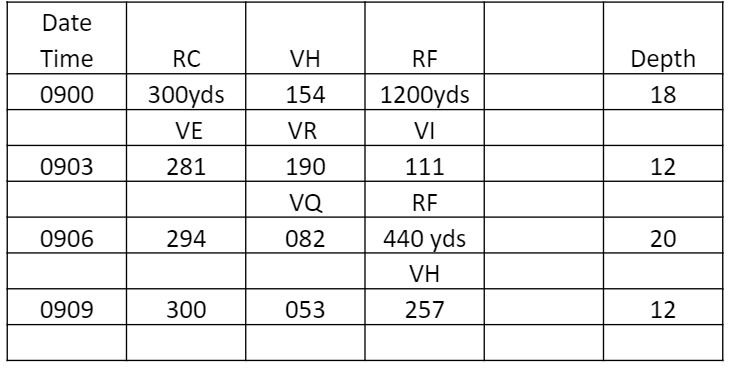 Date
Time RC VH RF Depth
0900 300yds 154 1200yds 18
VE VR VI
0903 281 190 111 12
VQ RF
0906 294 082 440 yds 20
VH
0909 300 053 257 12